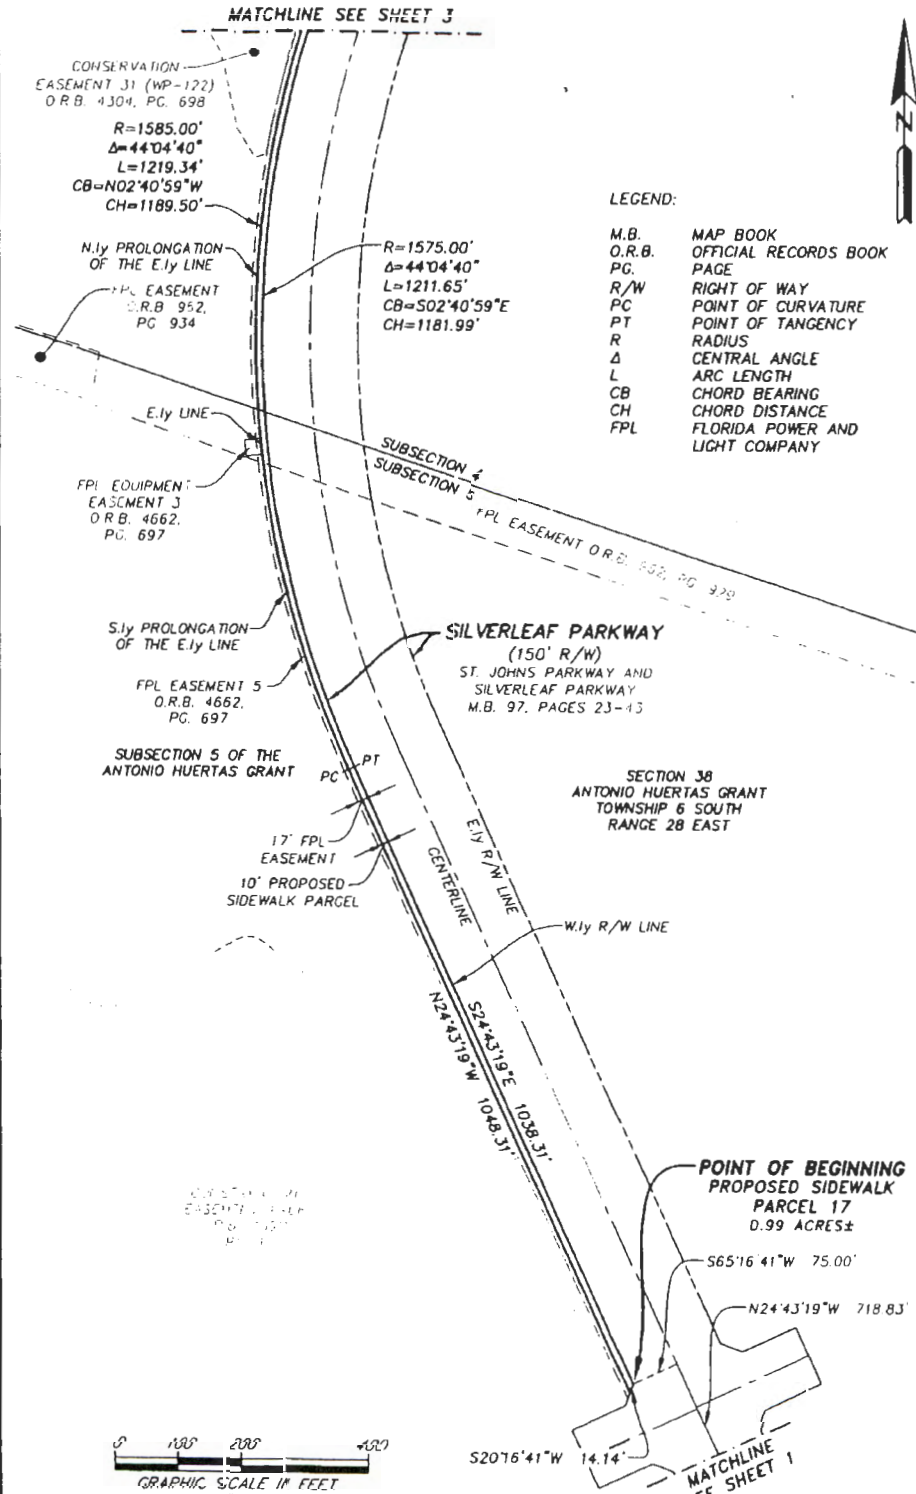 MATCHLINE SEE SHEET 3
CONSERVATION
EASEMENT 31 (WP-122)
O.R.B. 4304, PG. 698
R=1585.00'
Δ=44°04'40"
L=1219.34'
CB=N02°40'59"W
CH=1189.50'
N
LEGEND:
M.B. MAP BOOK
O.R.B. OFFICIAL RECORDS BOOK
PG. PAGE
R/W RIGHT OF WAY
PC POINT OF CURVATURE
PT POINT OF TANGENCY
R RADIUS
Δ CENTRAL ANGLE
L ARC LENGTH
CB CHORD BEARING
CH CHORD DISTANCE
FPL FLORIDA POWER AND
LIGHT COMPANY
N.ly PROLONGATION
OF THE E.ly LINE
R=1575.00'
Δ=44°04'40"
L=1211.65'
CB=S02°40'59"E
CH=1181.99'
FPL EASEMENT
O.R.B 952,
PG 934
E.ly LINE
SUBSECTION 4
SUBSECTION 5
FPL EQUIPMENT
EASEMENT 3
O.R.B. 4662,
PG. 697
FPL EASEMENT O.R.B. PG.
S.ly PROLONGATION
OF THE E.ly LINE
SILVERLEAF PARKWAY
(150' R/W)
ST. JOHNS PARKWAY AND
SILVERLEAF PARKWAY
M.B. 97, PAGES 23-43
FPL EASEMENT 5
O.R.B. 4662,
PG. 697
SUBSECTION 5 OF THE
ANTONIO HUERTAS GRANT
PC PT
SECTION 38
ANTONIO HUERTAS GRANT
TOWNSHIP 6 SOUTH
RANGE 28 EAST
17' FPL
EASEMENT
10' PROPOSED
SIDEWALK PARCEL
CENTERLINE
E.ly R/W LINE
W.ly R/W LINE
N24°43'19"W 1048.31'
S24°43'19"E 1038.31'
POINT OF BEGINNING
PROPOSED SIDEWALK
PARCEL 17
0.99 ACRES±
S65°16'41"W 75.00'
N24°43'19"W 718.83'
S20°16'41"W 14.14'
MATCHLINE
SHEET 1
0 100 200 400
GRAPHIC SCALE IN FEET